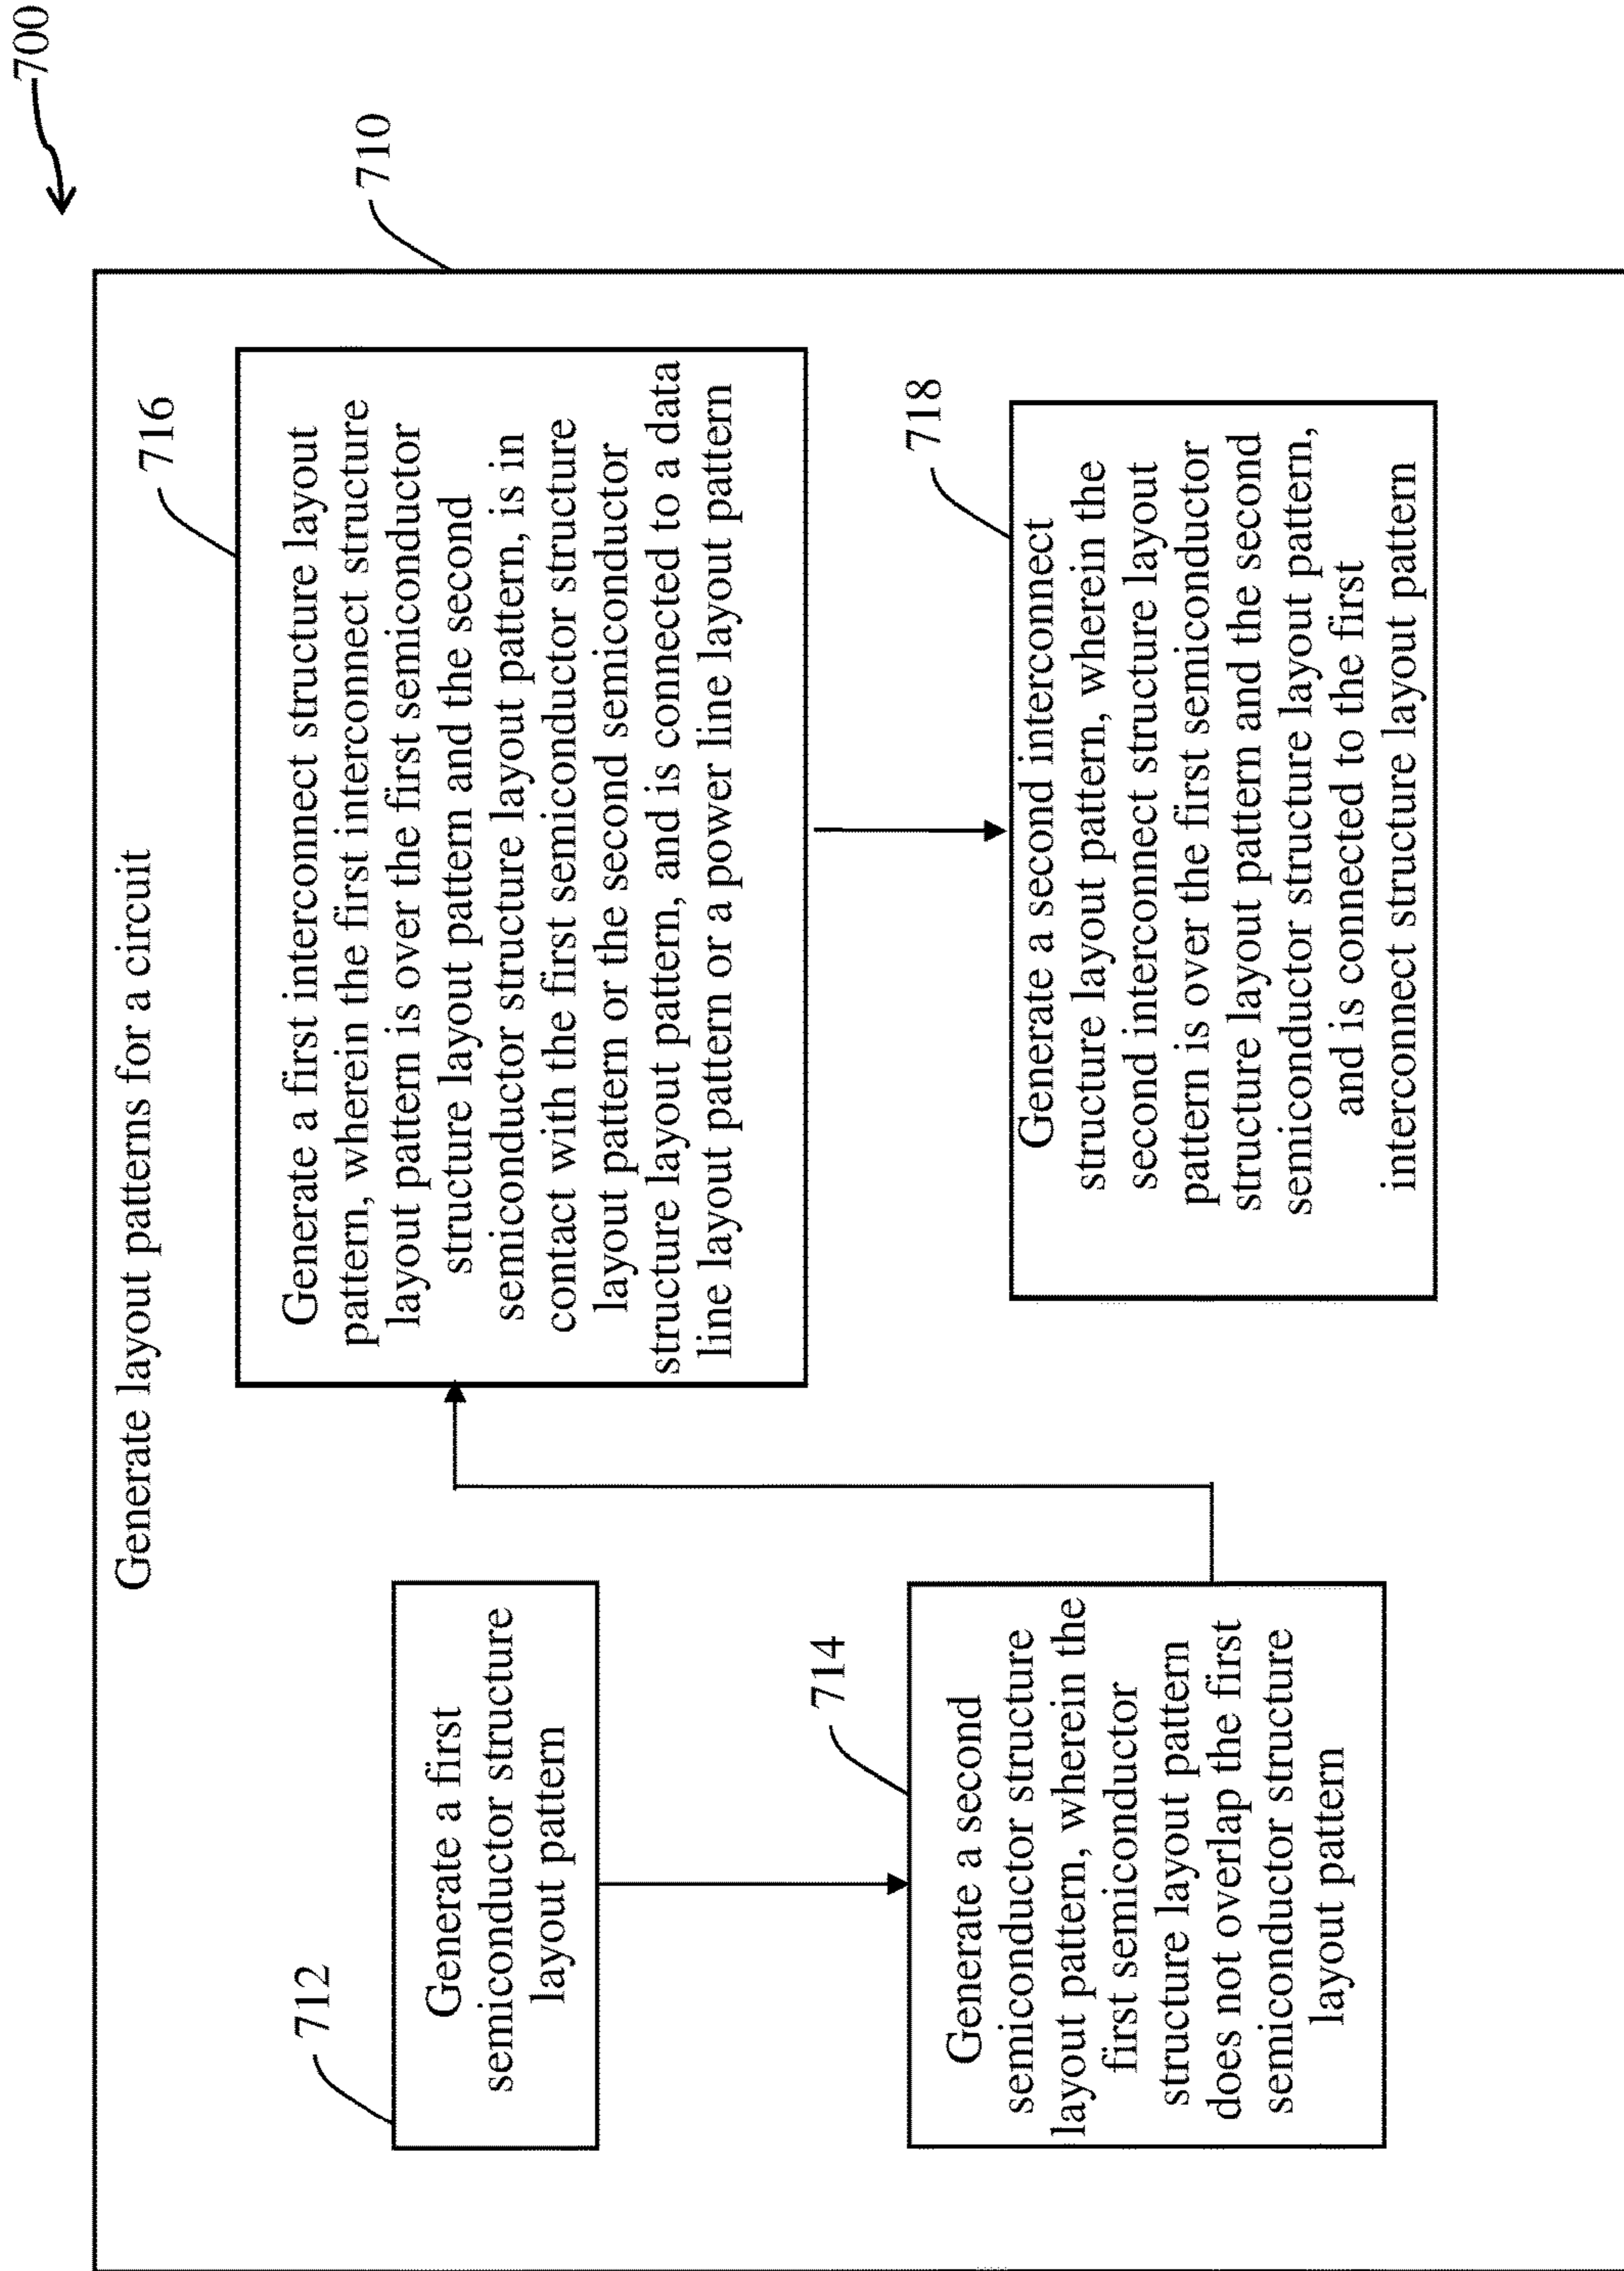 700
710
Generate layout patterns for a circuit
712
Generate a first
semiconductor structure
layout pattern
714
Generate a second
semiconductor structure
layout pattern, wherein the
first semiconductor
structure layout pattern
does not overlap the first
semiconductor structure
layout pattern
716
Generate a first interconnect structure layout
pattern, wherein the first interconnect structure
layout pattern is over the first semiconductor
structure layout pattern and the second
semiconductor structure layout pattern, is in
contact with the first semiconductor structure
layout pattern or the second semiconductor
structure layout pattern, and is connected to a data
line layout pattern or a power line layout pattern
718
Generate a second interconnect
structure layout pattern, wherein the
second interconnect structure layout
pattern is over the first semiconductor
structure layout pattern and the second
semiconductor structure layout pattern,
and is connected to the first
interconnect structure layout pattern